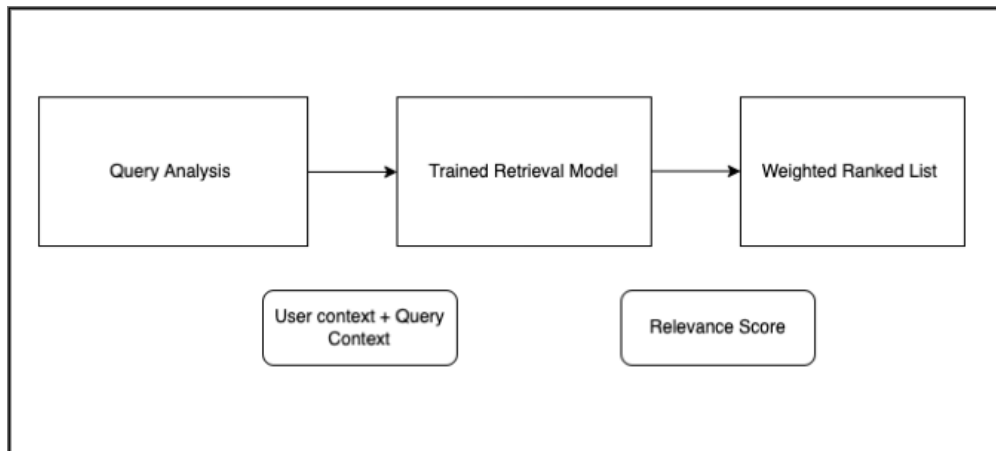 Query Analysis
Trained Retrieval Model
Weighted Ranked List
User context + Query
Context
Relevance Score